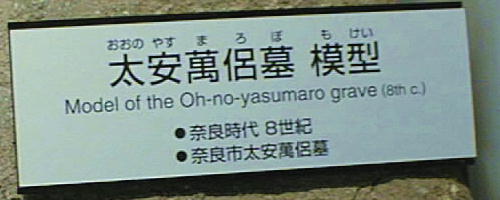 おおの やす ま ろ ぼ も けい
太安萬侶墓 模型
Model of the Oh-no-yasumaro grave (8th c.)
●奈良時代 8世紀
●奈良市太安萬侶墓